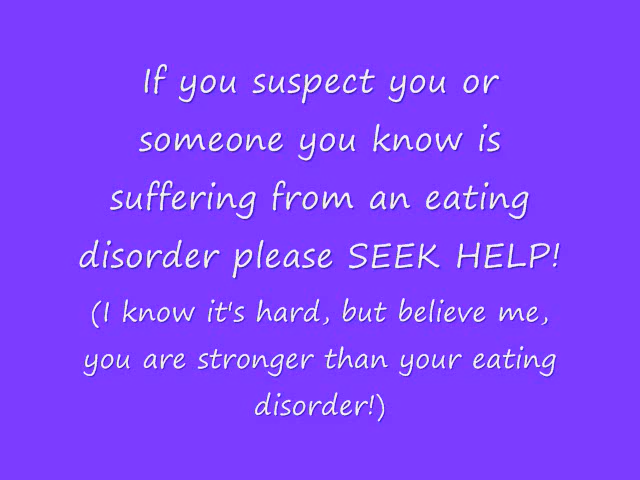 If you suspect you or
someone you know is
suffering from an eating
disorder please SEEK HELP!
(I know it's hard, but believe me,
you are stronger than your eating
disorder!)